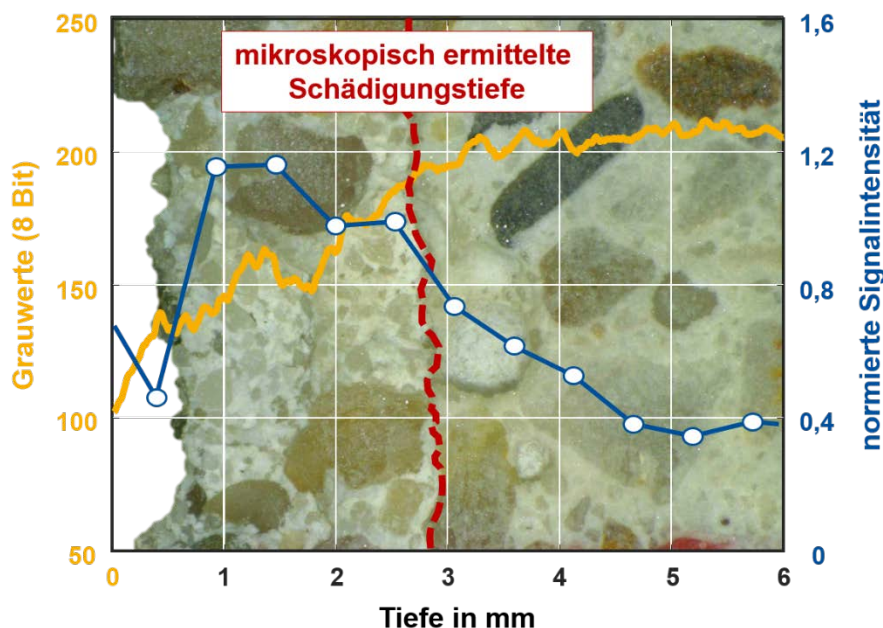 mikroskopisch ermittelte
Schädigungstiefe
Grauwerte (8 Bit)
250
200
150
100
50
normierte Signalintensität
1,6
1,2
0,8
0,4
0
0 1 2 3 4 5 6
Tiefe in mm